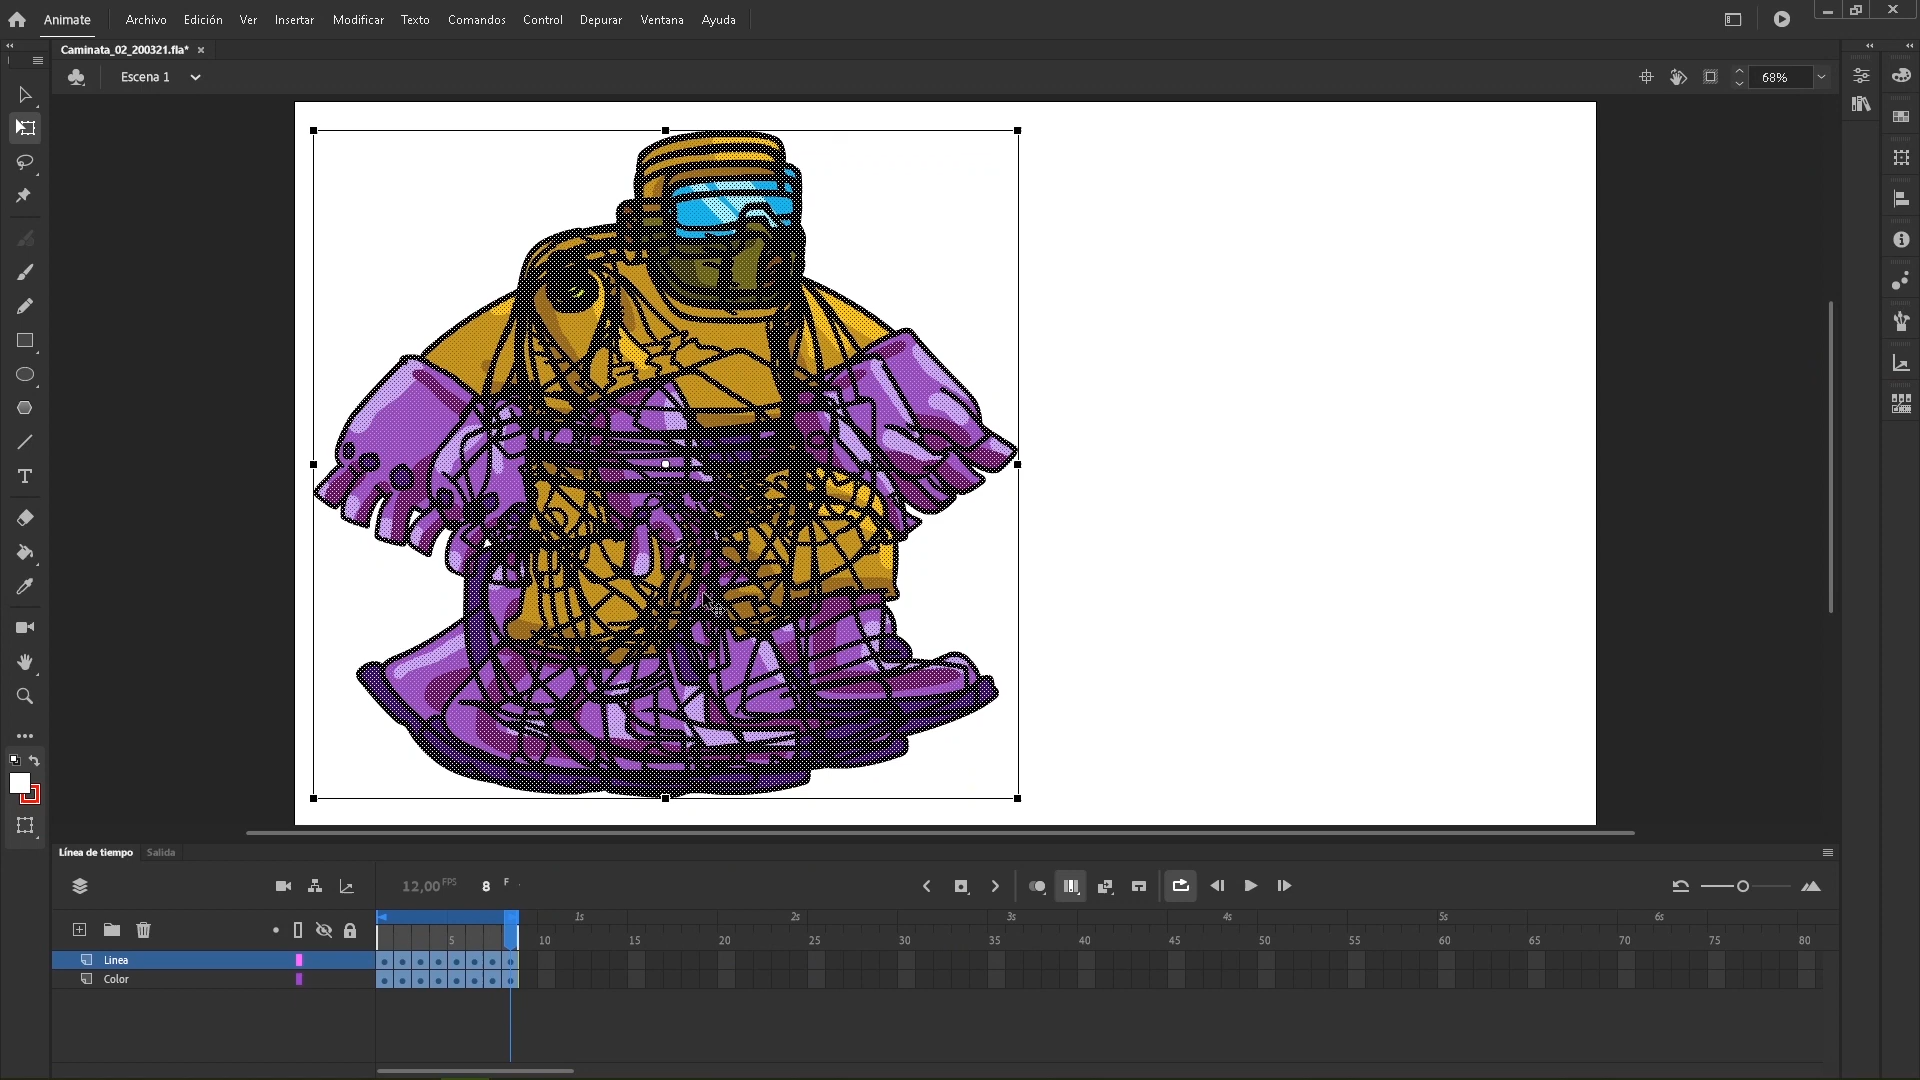 Animate Archivo Edición Ver Insertar Modificar Texto Comandos Control Depurar Ventana Ayuda
Caminata_02_200321.fla* ×
Escena 1 68%
Línea de tiempo Salida
12,00 FPS 8 F
1s 2s 3s 4s 5s 6s
5 10 15 20 25 30 35 40 45 50 55 60 65 70 75 80
Linea
Color